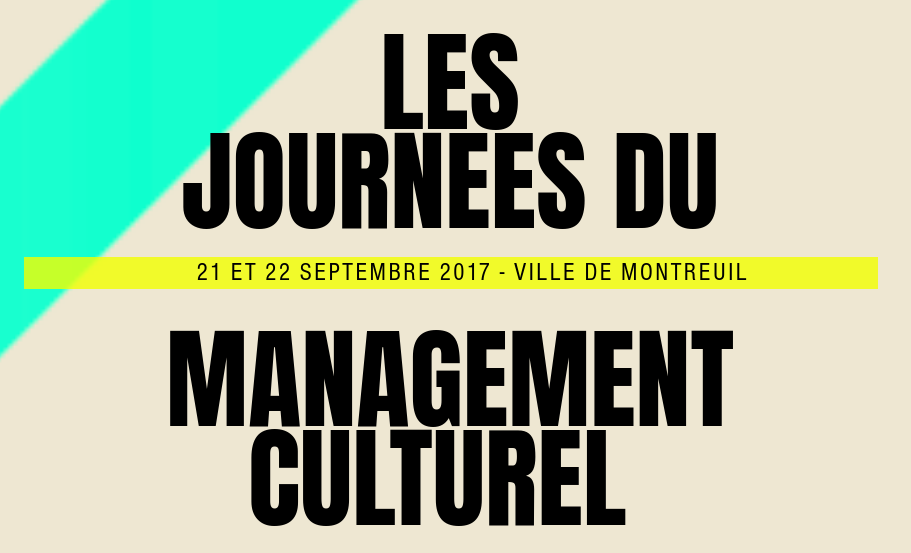 LES
JOURNEES DU
21 ET 22 SEPTEMBRE 2017 - VILLE DE MONTREUIL
MANAGEMENT
CULTUREL